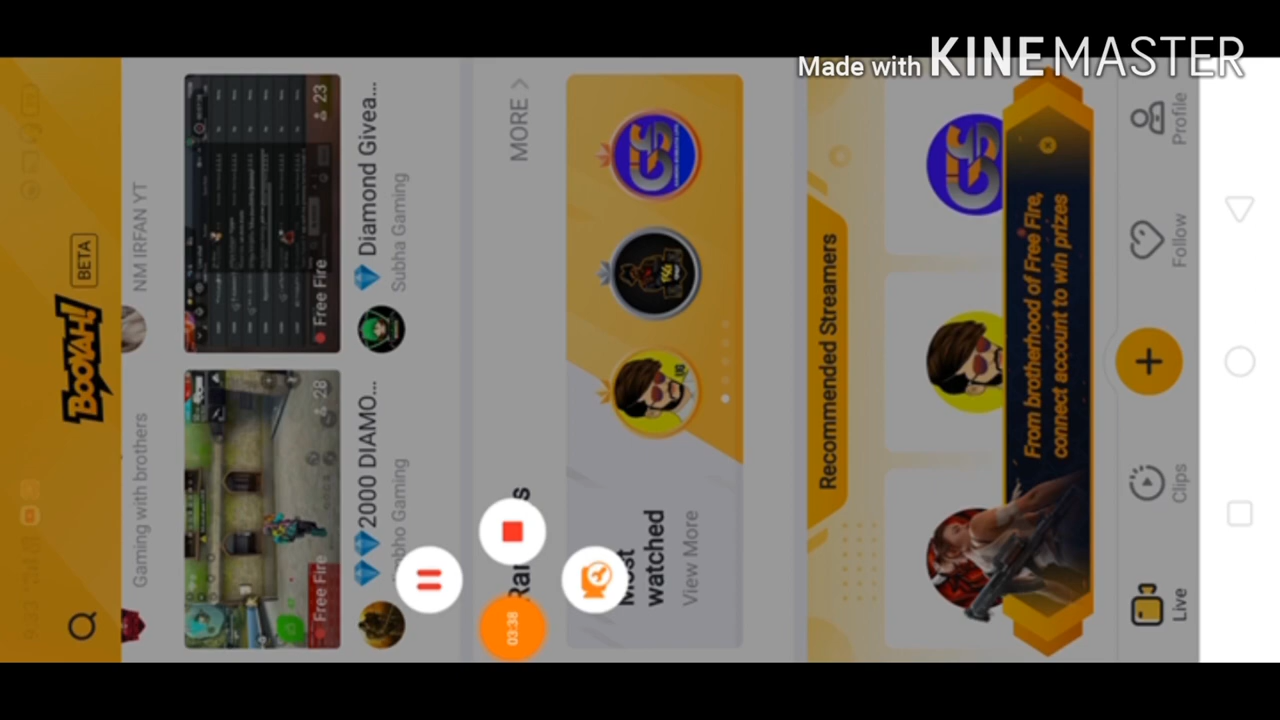 Made with KINEMASTER
BOOYAH!
BETA
Gaming with brothers
NM IRFAN YT
Free Fire
28
Free Fire
23
2000 DIAMO...
Diamond Givea...
Subha Gaming
MORE >
03:38
Most
watched
View More
Recommended Streamers
From brotherhood of Free Fire,
connect account to win prizes
Live
Clips
Follow
Profile